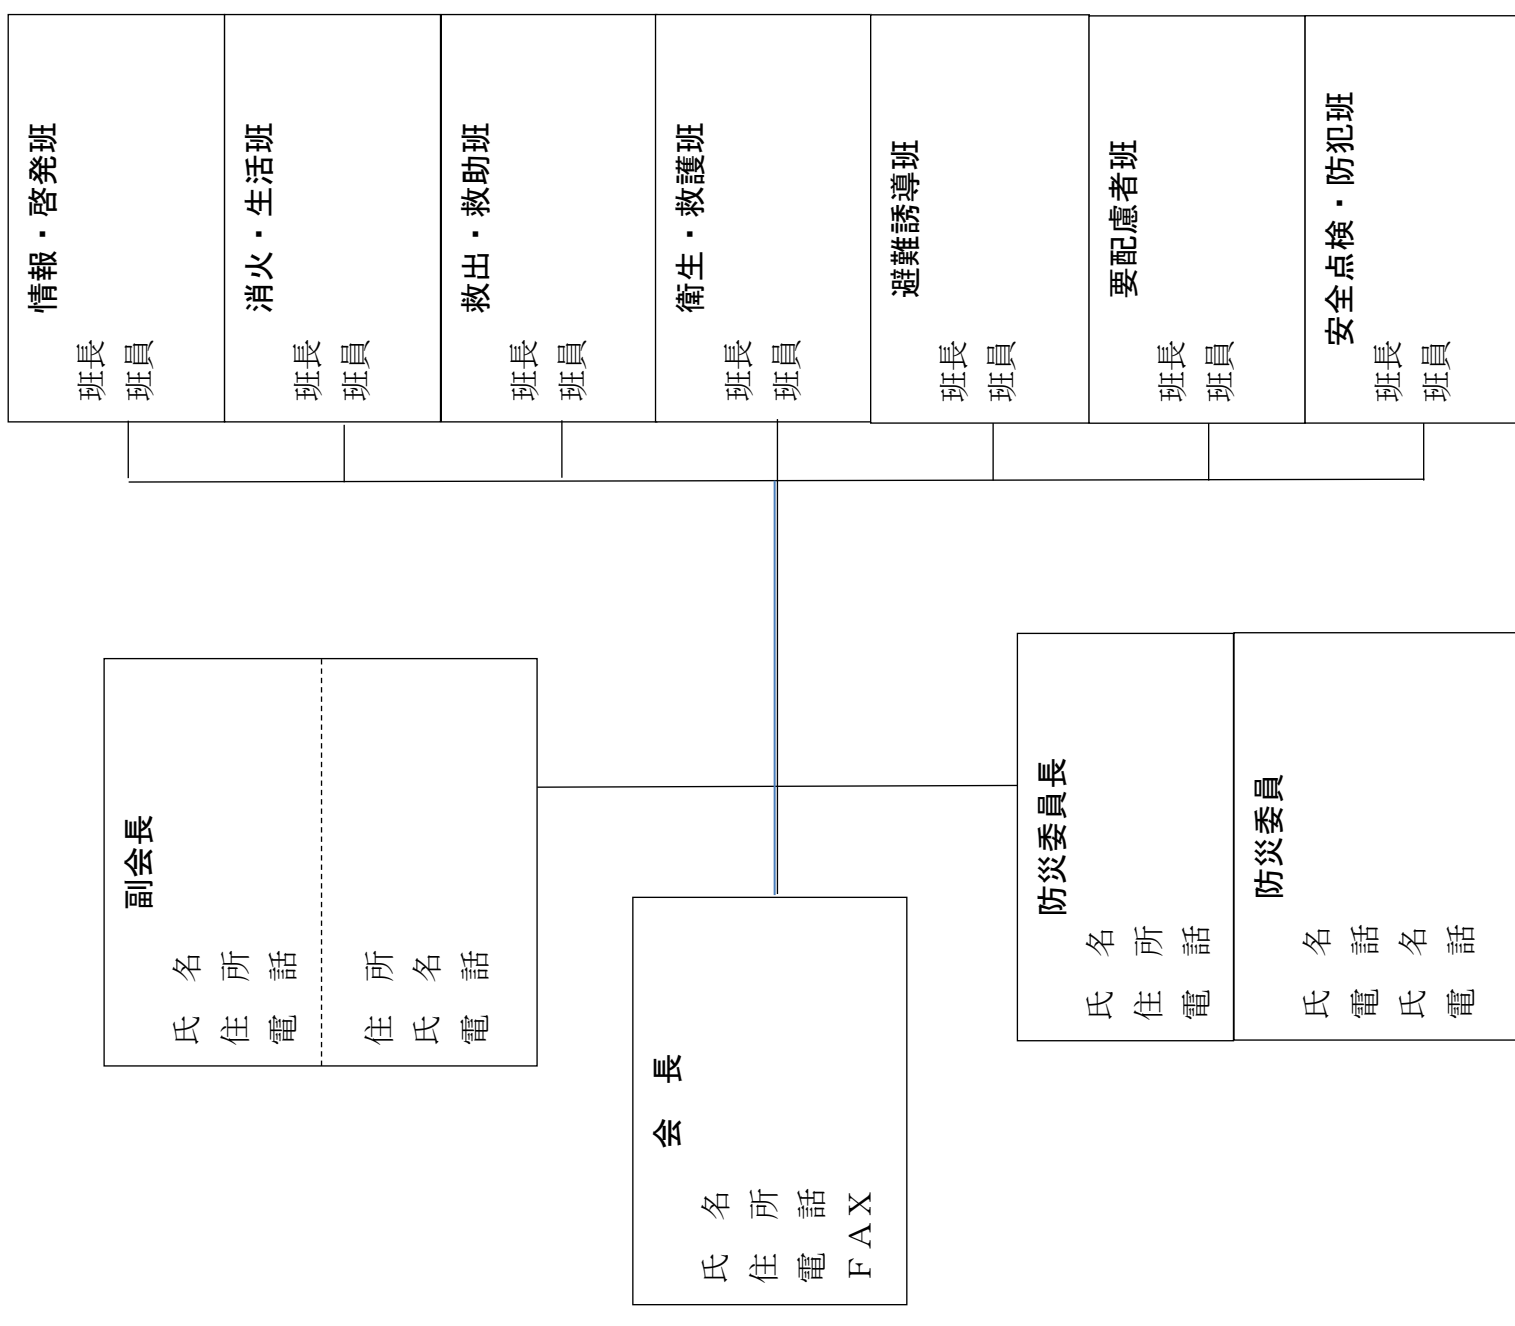 会　長
氏　名
住　所
電　話
ＦＡＸ
副会長
氏　名
住　所
電　話
住　所
氏　名
電　話
防災委員長
氏　名
住　所
電　話
防災委員
氏　名
電　話
氏　名
電　話
情報・啓発班
班長
班員
消火・生活班
班長
班員
救出・救助班
班長
班員
衛生・救護班
班長
班員
避難誘導班
班長
班員
要配慮者班
班長
班員
安全点検・防犯班
班長
班員